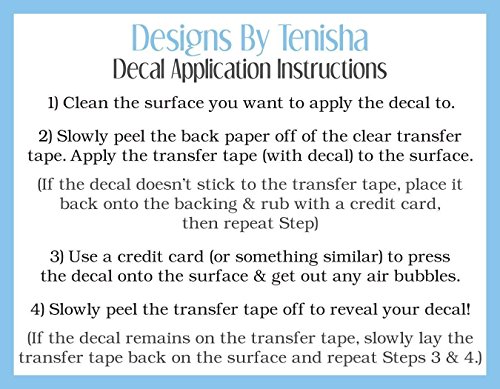 Designs By Tenisha
Decal Application Instructions
1) Clean the surface you want to apply the decal to.
2) Slowly peel the back paper off of the clear transfer
tape. Apply the transfer tape (with decal) to the surface.
(If the decal doesn't stick to the transfer tape, place it
back onto the backing & rub with a credit card,
then repeat Step)
3) Use a credit card (or something similar) to press
the decal onto the surface & get out any air bubbles.
4) Slowly peel the transfer tape off to reveal your decal!
(If the decal remains on the transfer tape, slowly lay the
transfer tape back on the surface and repeat Steps 3 & 4.)